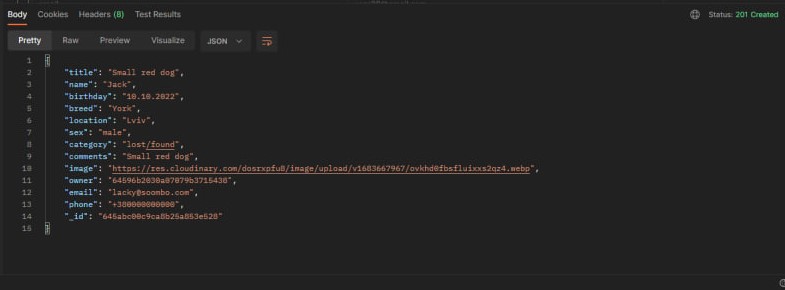 Body Cookies Headers (8) Test Results Status: 201 Created
Pretty Raw Preview Visualize JSON
1 {
2 "title": "Small red dog",
3 "name": "Jack",
4 "birthday": "10.10.2022",
5 "breed": "York",
6 "location": "Lviv",
7 "sex": "male",
8 "category": "lost/found",
9 "comments": "Small red dog",
10 "image": "https://res.cloudinary.com/dosrxpfu8/image/upload/v1683667967/ovkhd0fbsfluixxs2qz4.webp",
11 "owner": "64596b2030a07079b3715438",
12 "email": "lacky@soombo.com",
13 "phone": "+380000000000",
14 "_id": "645abc00c9ca8b25a853e528"
15 }